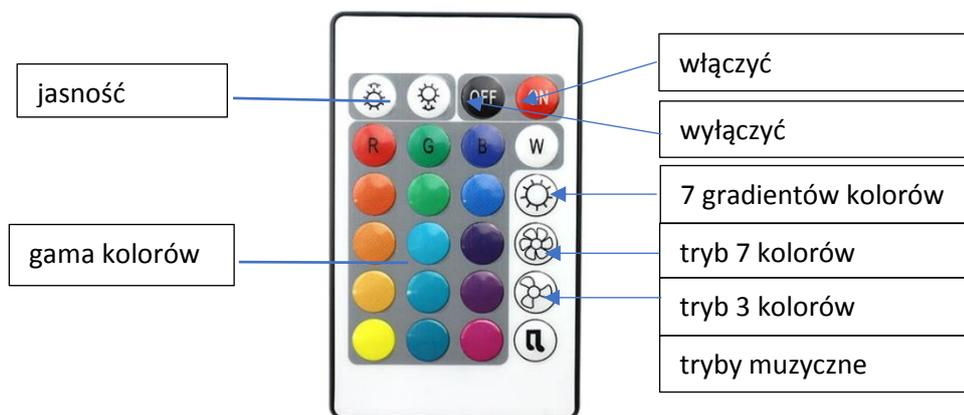 jasność
włączyć
OFF
ON
wyłączyć
R
G
B
W
7 gradientów kolorów
gama kolorów
tryb 7 kolorów
tryb 3 kolorów
tryby muzyczne